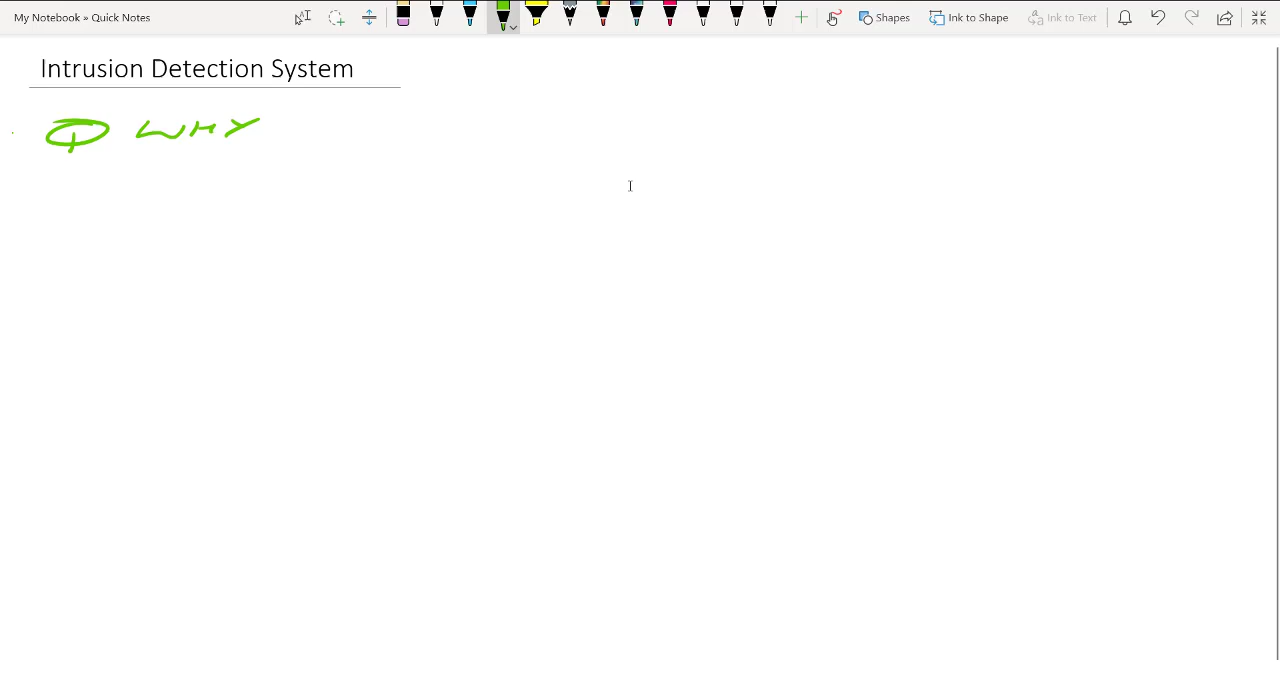 My Notebook » Quick Notes Shapes Ink to Shape Ink to Text
Intrusion Detection System
Q WHY